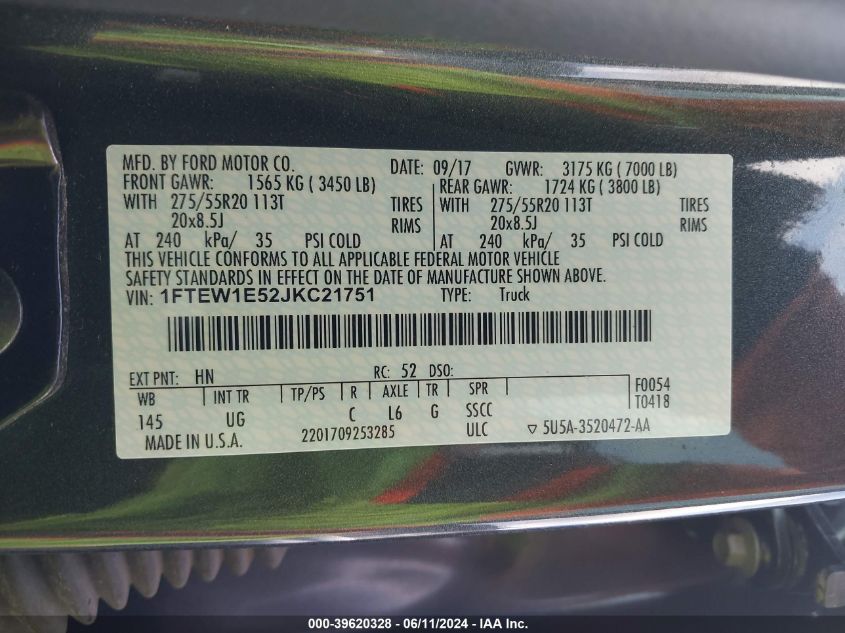 MFD. BY FORD MOTOR CO. DATE: 09/17 GVWR: 3175 KG ( 7000 LB)
FRONT GAWR: 1565 KG ( 3450 LB) REAR GAWR: 1724 KG ( 3800 LB)
WITH 275/55R20 113T TIRES WITH 275/55R20 113T TIRES
20x8.5J RIMS 20x8.5J RIMS
AT 240 kPa/ 35 PSI COLD AT 240 kPa/ 35 PSI COLD
THIS VEHICLE CONFORMS TO ALL APPLICABLE FEDERAL MOTOR VEHICLE
SAFETY STANDARDS IN EFFECT ON THE DATE OF MANUFACTURE SHOWN ABOVE.
VIN: 1FTEW1E52JKC21751 TYPE: Truck
EXT PNT: HN RC: 52 DSO:
WB INT TR TP/PS R AXLE TR SPR F0054
145 UG C L6 G SSCC T0418
MADE IN U.S.A. 2201709253285 ULC ▽ 5U5A-3520472-AA
000-39620328 - 06/11/2024 - IAA Inc.